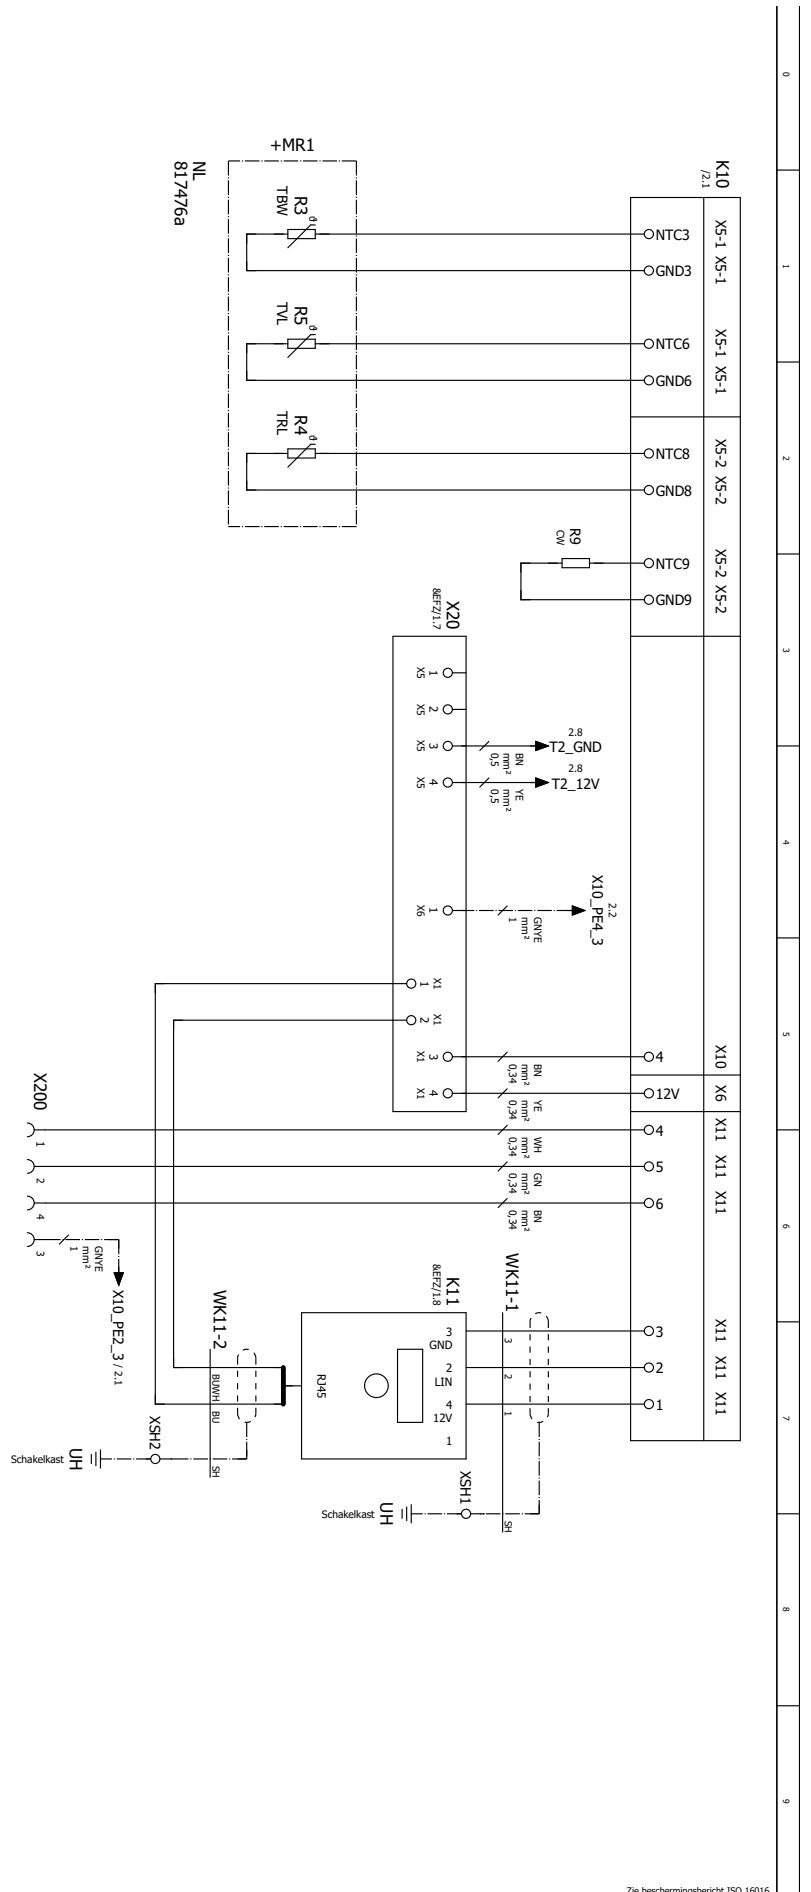 0
1
2
3
4
5
6
7
8
9
K10
/2.1
X5-1 X5-1
X5-1 X5-1
X5-2 X5-2
X5-2 X5-2
X10
X6
X11
X11
X11
X11
X11
X11
NTC3
GND3
NTC6
GND6
NTC8
GND8
NTC9
GND9
4
12V
4
5
6
3
2
1
+MR1
R3
TBW
ϑ
R5
TVL
ϑ
R4
TRL
ϑ
NL
817476a
R9
CW
X20
&EFZ/1.7
X5 1
X5 2
X5 3
X5 4
X6 1
1 X1
2 X1
X1 3
X1 4
2.8
T2_GND
BN
mm²
0,5
2.8
T2_12V
YE
mm²
0,5
2.2
X10_PE4_3
GNYE
mm²
1
BN
mm²
0,34
YE
mm²
0,34
WH
mm²
0,34
GN
mm²
0,34
BN
mm²
0,34
X200
1
2
4
3
GNYE
mm²
1
X10_PE2_3 / 2.1
WK11-1
3
2
1
SH
K11
&EFZ/1.8
3
GND
2
LIN
4
12V
1
RJ45
WK11-2
BUWH
BU
SH
XSH2
UH
Schakelkast
XSH1
UH
Schakelkast
Zie beschermingsbericht ISO 16016